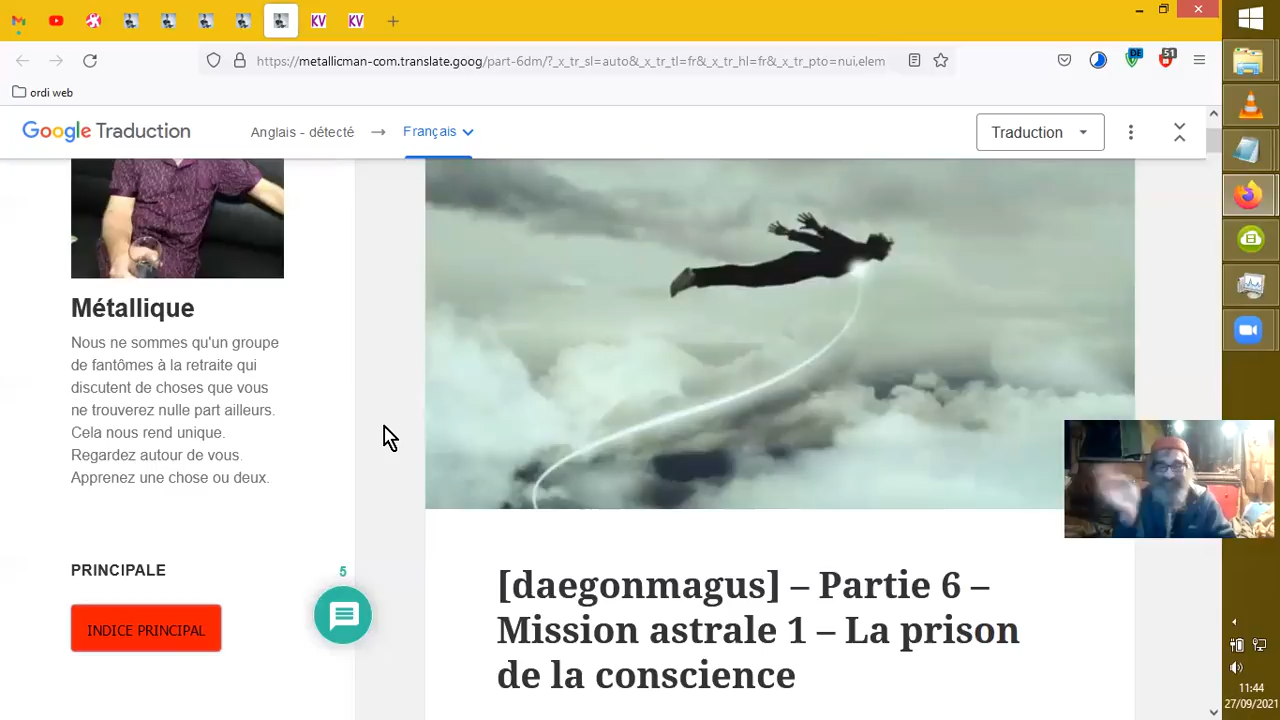 KV
KV
https://metallicman-com.translate.goog/part-6dm/?_x_tr_sl=auto&_x_tr_tl=fr&_x_tr_hl=fr&_x_tr_pto=nui,elem
DE
51
ordi web
Google Traduction
Anglais - détecté
Français
Traduction
Métallique
Nous ne sommes qu'un groupe
de fantômes à la retraite qui
discutent de choses que vous
ne trouverez nulle part ailleurs.
Cela nous rend unique.
Regardez autour de vous.
Apprenez une chose ou deux.
PRINCIPALE
5
INDICE PRINCIPAL
[daegonmagus] – Partie 6 –
Mission astrale 1 – La prison
de la conscience
11:44
27/09/2021